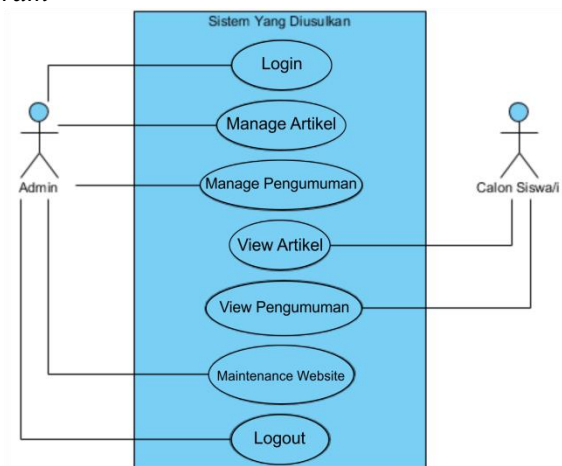 Sistem Yang Diusulkan
Login
Manage Artikel
Admin
Manage Pengumuman
Calon Siswa/i
View Artikel
View Pengumuman
Maintenance Website
Logout